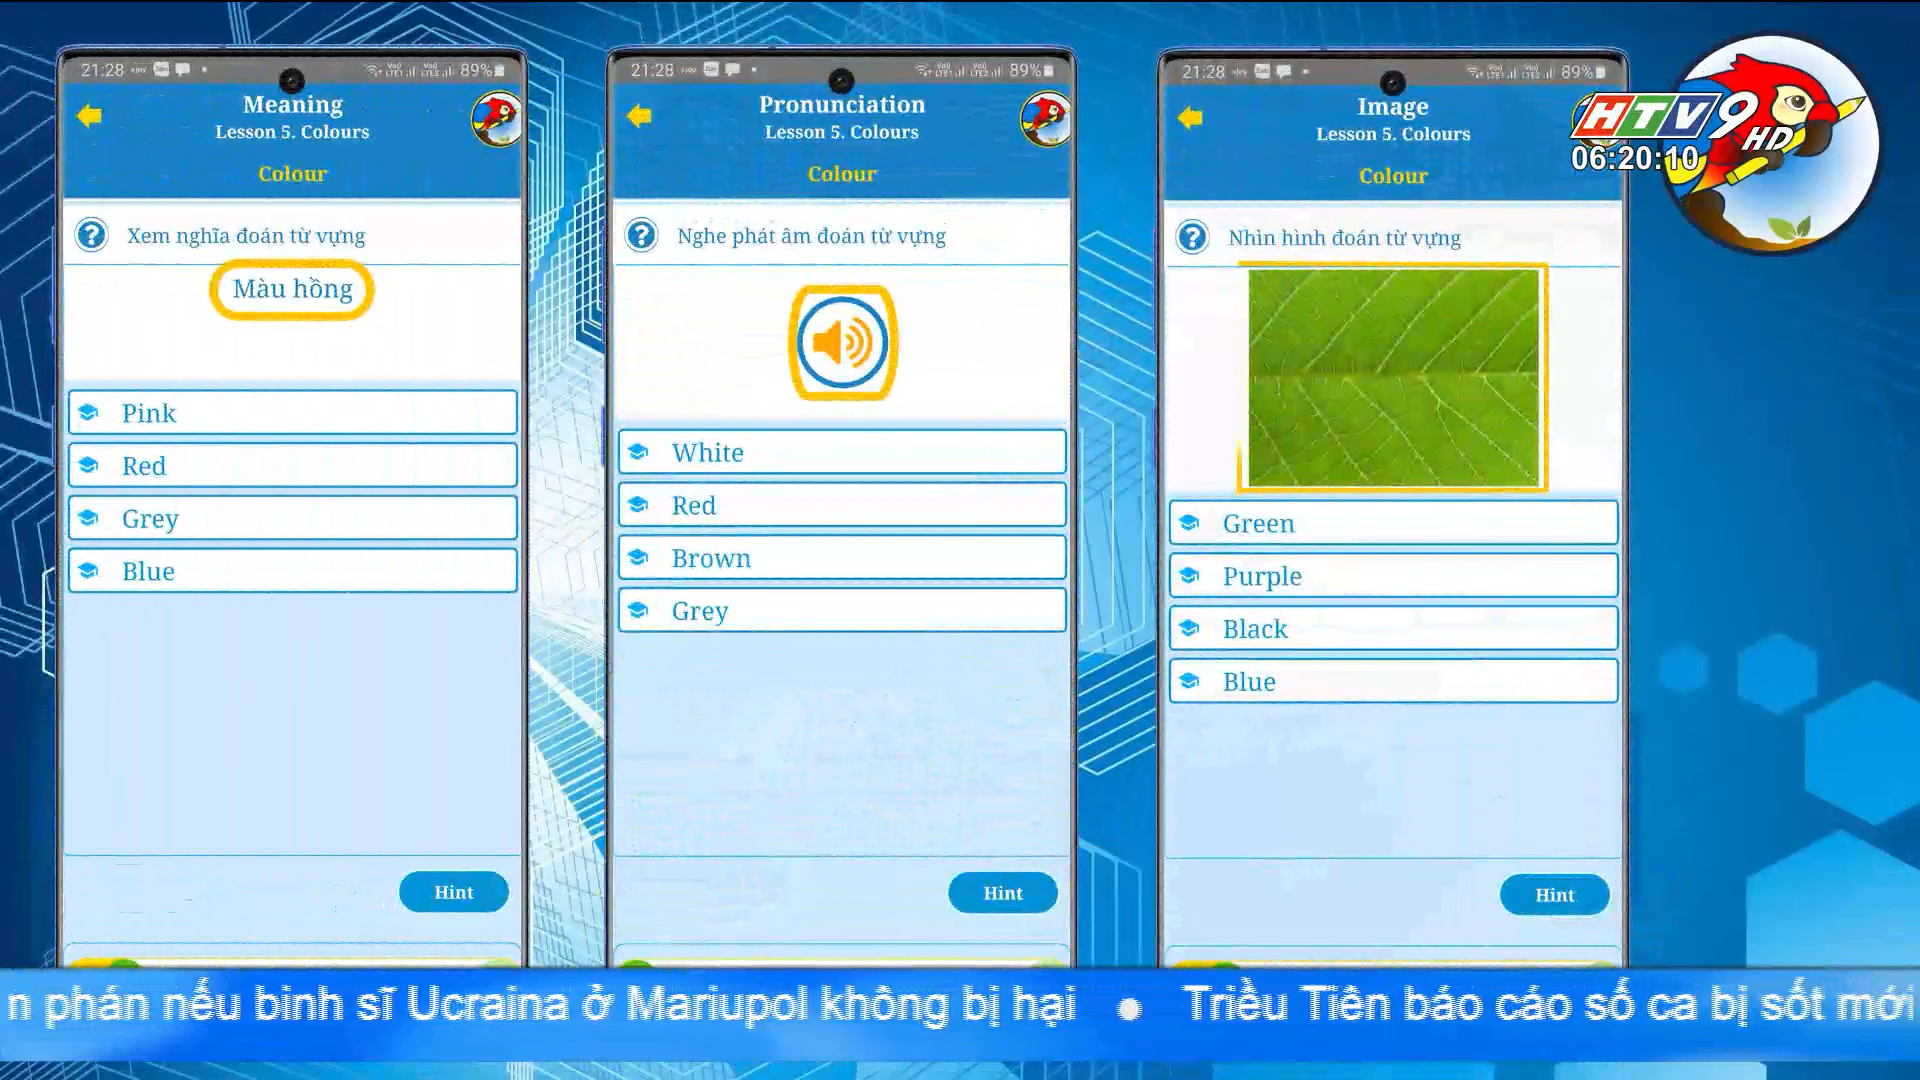 21:28
89%
Meaning
Lesson 5. Colours
Colour
Xem nghĩa đoán từ vựng
Màu hồng
Pink
Red
Grey
Blue
Hint
21:28
89%
Pronunciation
Lesson 5. Colours
Colour
Nghe phát âm đoán từ vựng
White
Red
Brown
Grey
Hint
21:28
89%
Image
Lesson 5. Colours
Colour
Nhìn hình đoán từ vựng
Green
Purple
Black
Blue
Hint
HTV9 HD
06:20:10
n phán nếu binh sĩ Ucraina ở Mariupol không bị hại • Triều Tiên báo cáo số ca bị sốt mới